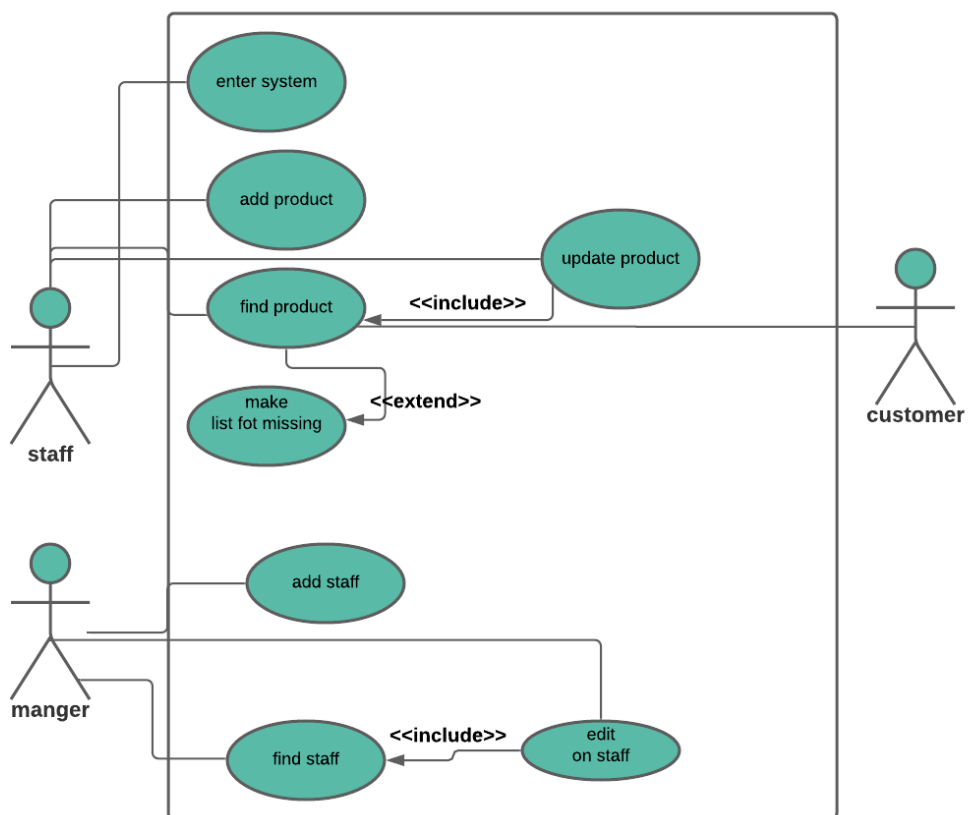 enter system
add product
update product
find product
<<include>>
make
list fot missing
<<extend>>
staff
customer
add staff
manger
find staff
<<include>>
edit
on staff